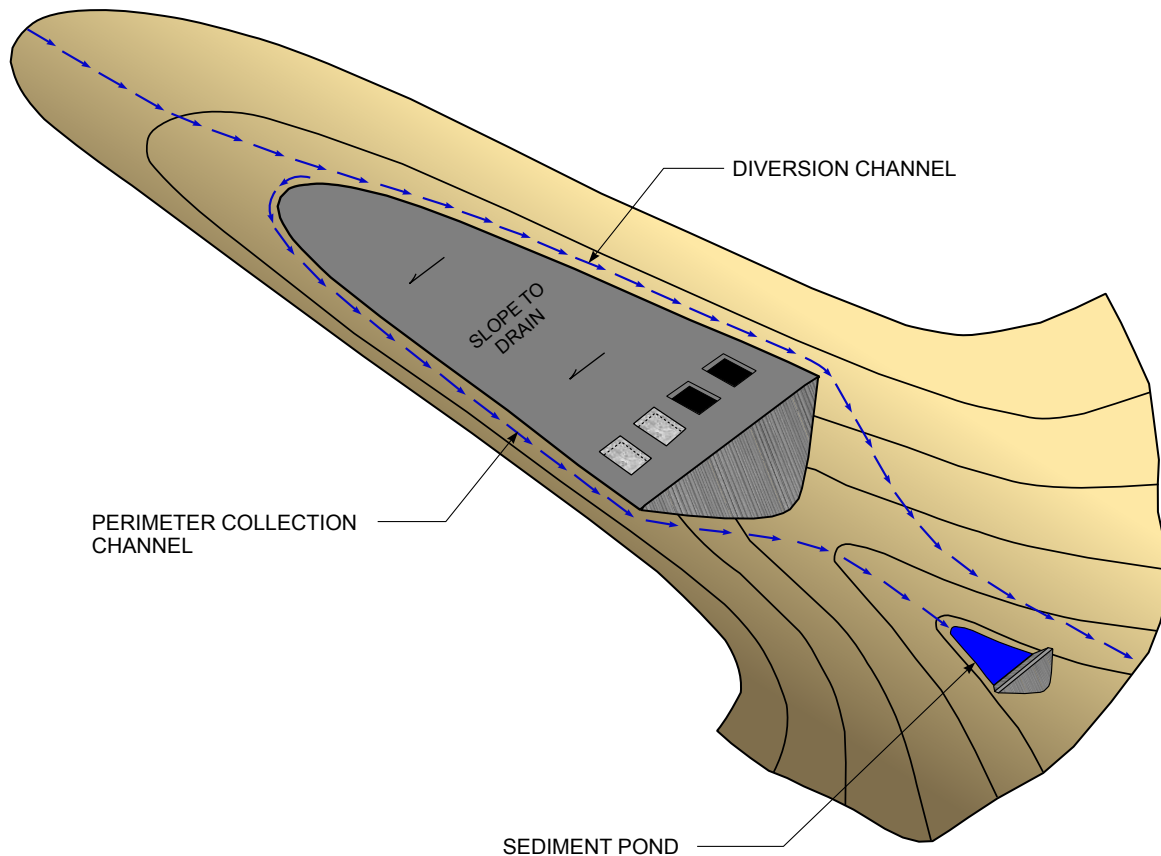 DIVERSION CHANNEL
SLOPE TO
DRAIN
PERIMETER COLLECTION
CHANNEL
SEDIMENT POND